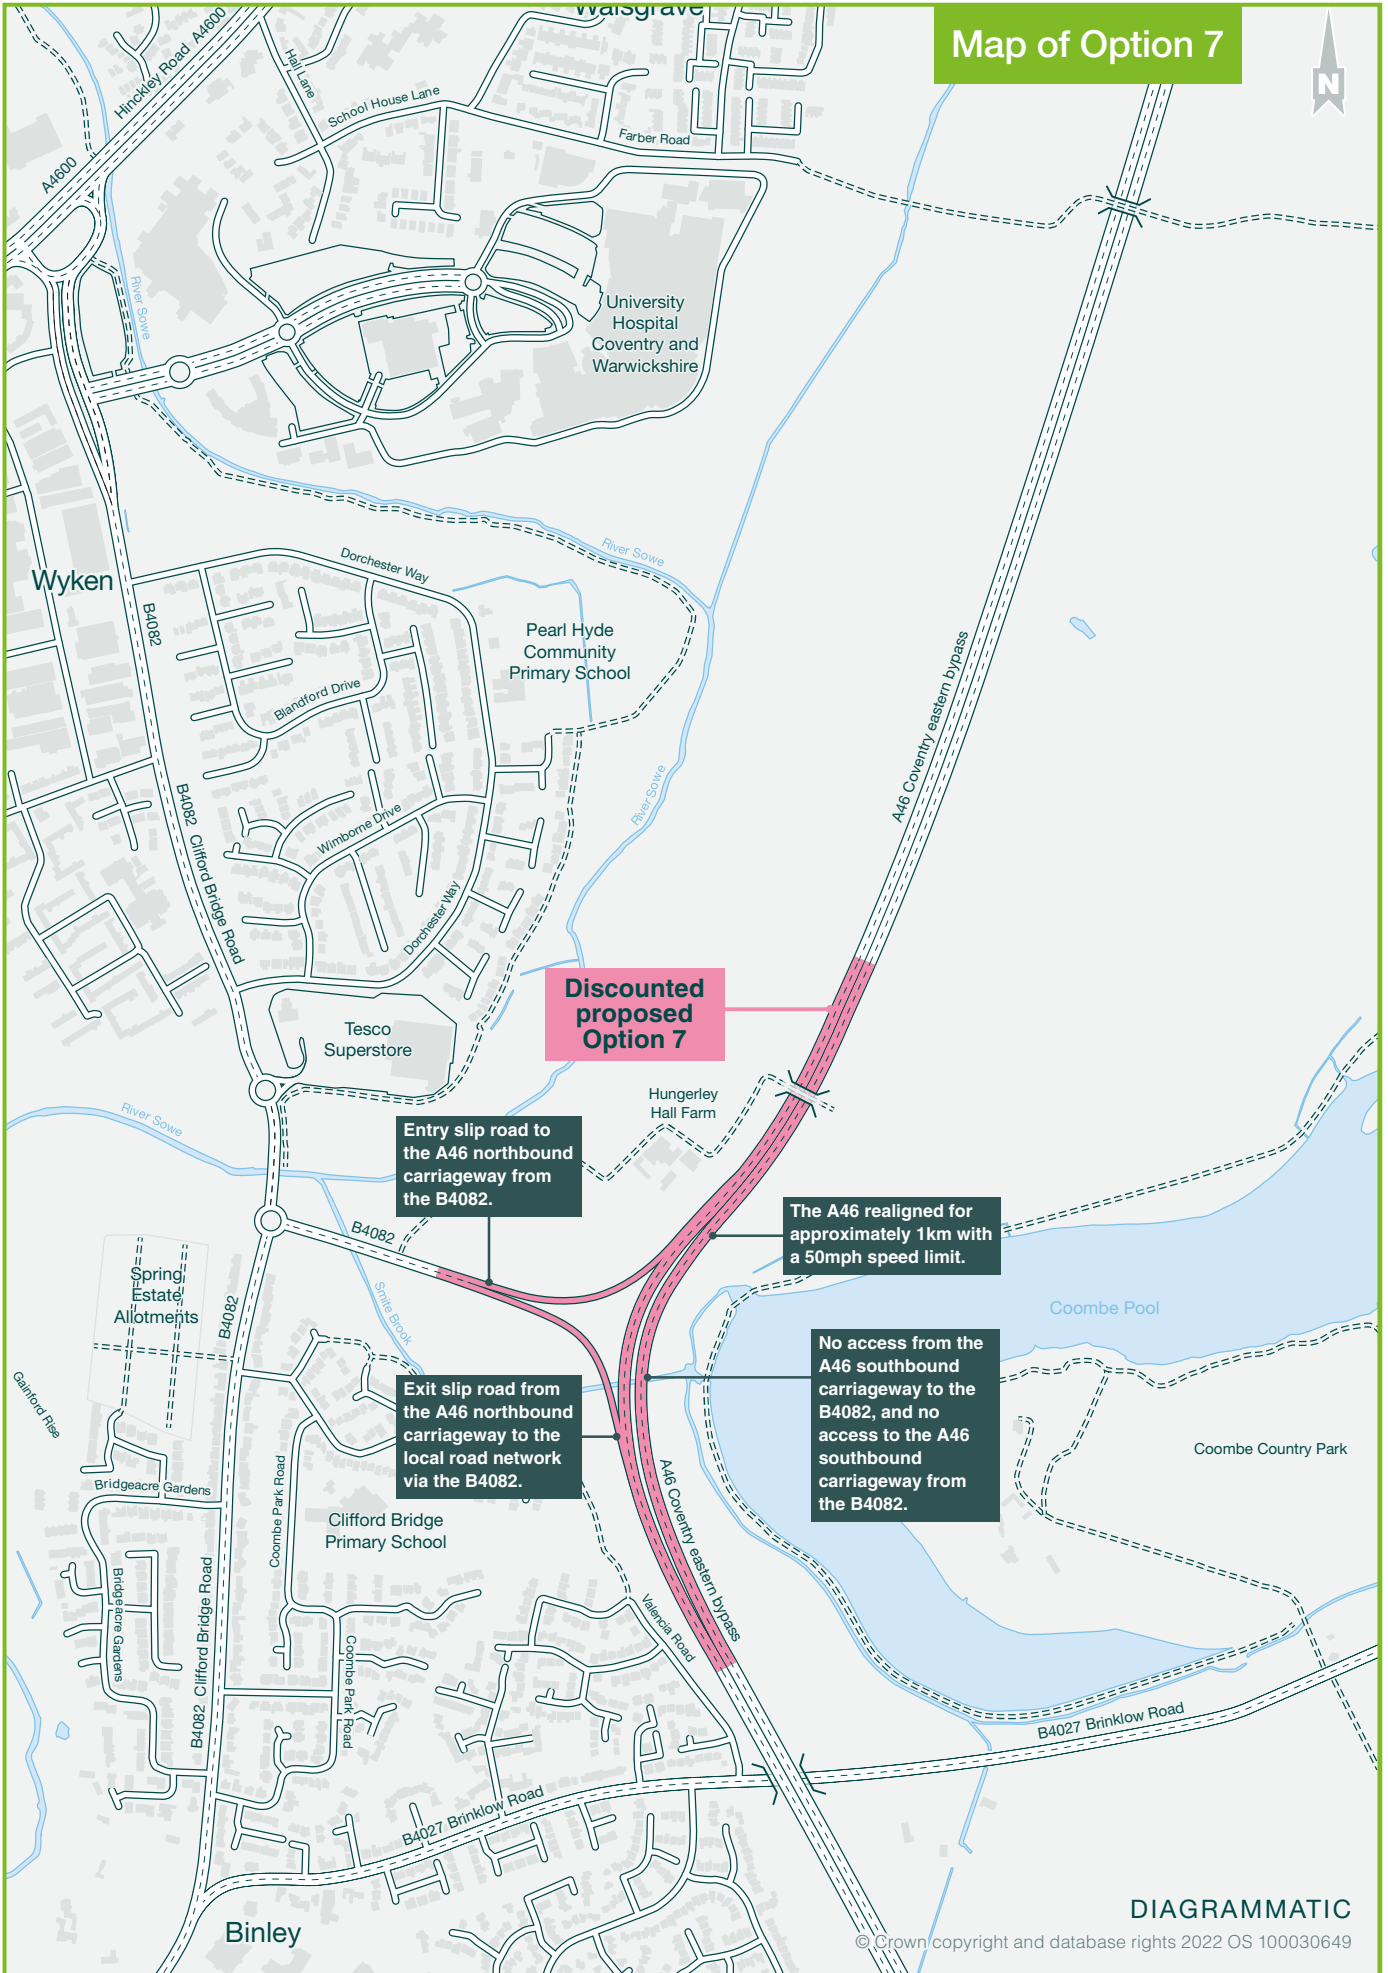 Walsgrave
Map of Option 7
N
Hinckley Road A4600
A4600
Hall Lane
School House Lane
Farber Road
River Sowe
University
Hospital
Coventry and
Warwickshire
River Sowe
Dorchester Way
Wyken
B4082
Pearl Hyde
Community
Primary School
Blandford Drive
A46 Coventry eastern bypass
River Sowe
B4082 Clifford Bridge Road
Wimborne Drive
Dorchester Way
Discounted
proposed
Option 7
Tesco
Superstore
Hungerley
Hall Farm
River Sowe
Entry slip road to
the A46 northbound
carriageway from
the B4082.
B4082
The A46 realigned for
approximately 1km with
a 50mph speed limit.
Spring
Estate
Allotments
B4082
Smite Brook
Coombe Pool
No access from the
A46 southbound
carriageway to the
B4082, and no
access to the A46
southbound
carriageway from
the B4082.
Gainford Rise
Exit slip road from
the A46 northbound
carriageway to the
local road network
via the B4082.
Coombe Country Park
Bridgeacre Gardens
Coombe Park Road
A46 Coventry eastern bypass
Clifford Bridge
Primary School
Bridgeacre Gardens
B4082 Clifford Bridge Road
Valencia Road
Coombe Park Road
B4027 Brinklow Road
B4027 Brinklow Road
Binley
DIAGRAMMATIC
© Crown copyright and database rights 2022 OS 100030649